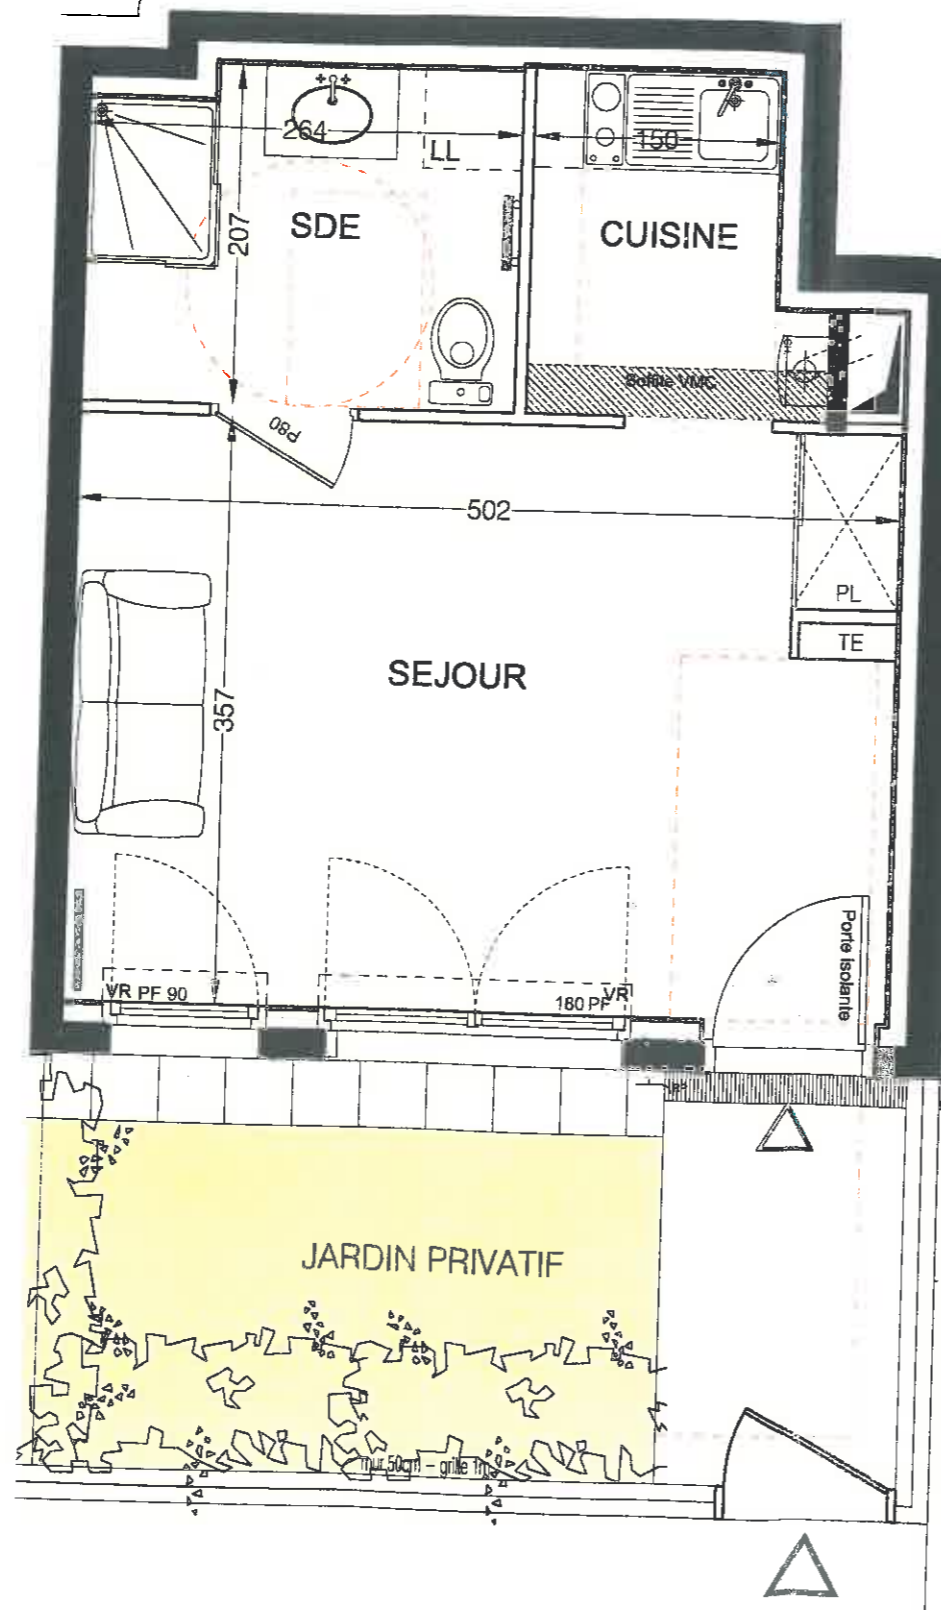 264
LL
150
207
SDE
CUISINE
Soffite VMC
P80
502
PL
TE
SEJOUR
357
Porte isolante
VR PF 90
VR
180 PF
JARDIN PRIVATIF
mur 50cm – grille 1m